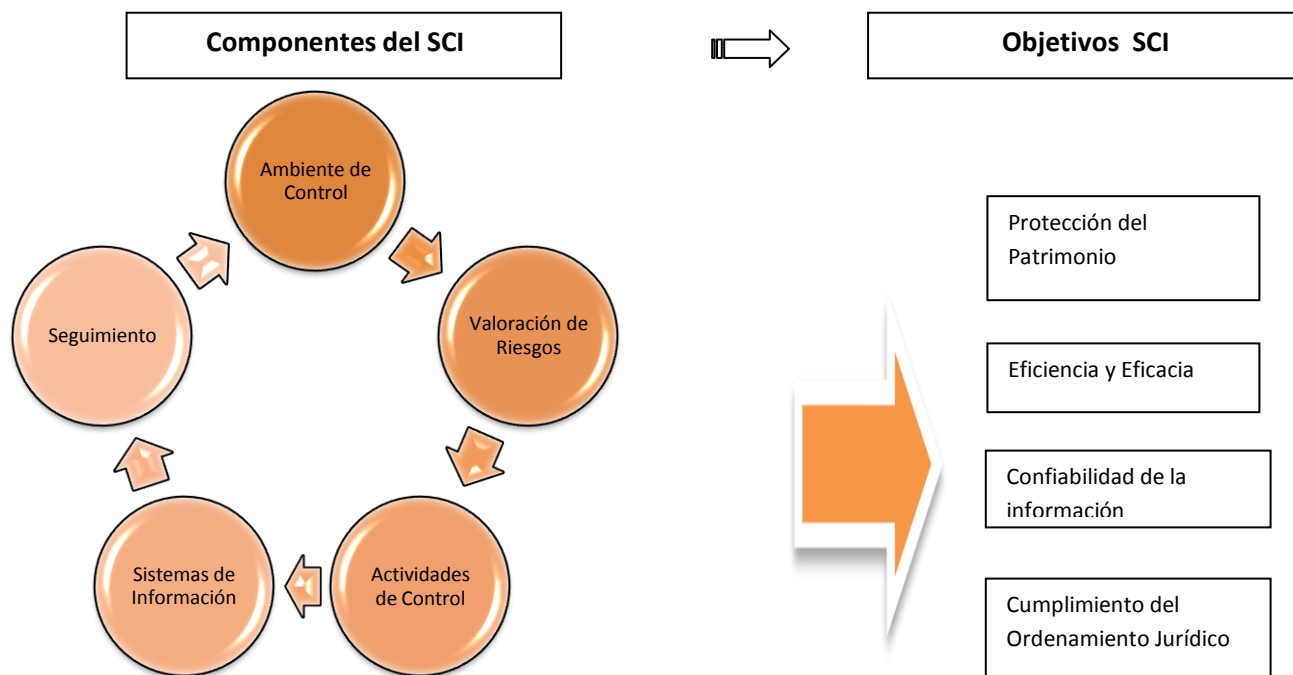 Componentes del SCI
Objetivos SCI
Ambiente de
Control
Valoración de
Riesgos
Actividades
de Control
Sistemas de
Información
Seguimiento
Protección del
Patrimonio
Eficiencia y Eficacia
Confiabilidad de la
información
Cumplimiento del
Ordenamiento Jurídico